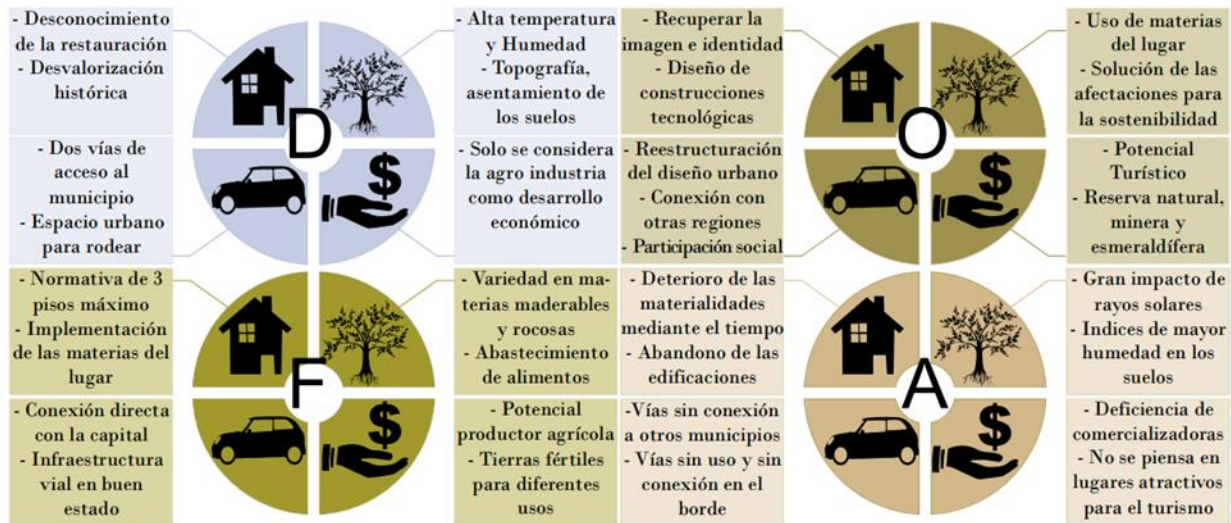 - Desconocimiento
de la restauración
- Desvalorización
histórica
- Dos vías de
acceso al
municipio
- Espacio urbano
para rodear
D
$
- Alta temperatura
y Humedad
- Topografía,
asentamiento de
los suelos
- Solo se considera
la agro industria
como desarrollo
económico
- Recuperar la
imagen e identidad
- Diseño de
construcciones
tecnológicas
- Reestructuración
del diseño urbano
- Conexión con
otras regiones
- Participación social
O
$
- Uso de materias
del lugar
- Solución de las
afectaciones para
la sostenibilidad
- Potencial
Turístico
- Reserva natural,
minera y
esmeraldífera
- Normativa de 3
pisos máximo
- Implementación
de las materias del
lugar
- Conexión directa
con la capital
- Infraestructura
vial en buen
estado
F
$
- Variedad en ma-
terias maderables
y rocosas
- Abastecimiento
de alimentos
- Potencial
productor agrícola
- Tierras fértiles
para diferentes
usos
- Deterioro de las
materialidades
mediante el tiempo
- Abandono de las
edificaciones
-Vías sin conexión
a otros municipios
- Vías sin uso y sin
conexión en el
borde
A
$
- Gran impacto de
rayos solares
- Indices de mayor
humedad en los
suelos
- Deficiencia de
comercializadoras
- No se piensa en
lugares atractivos
para el turismo